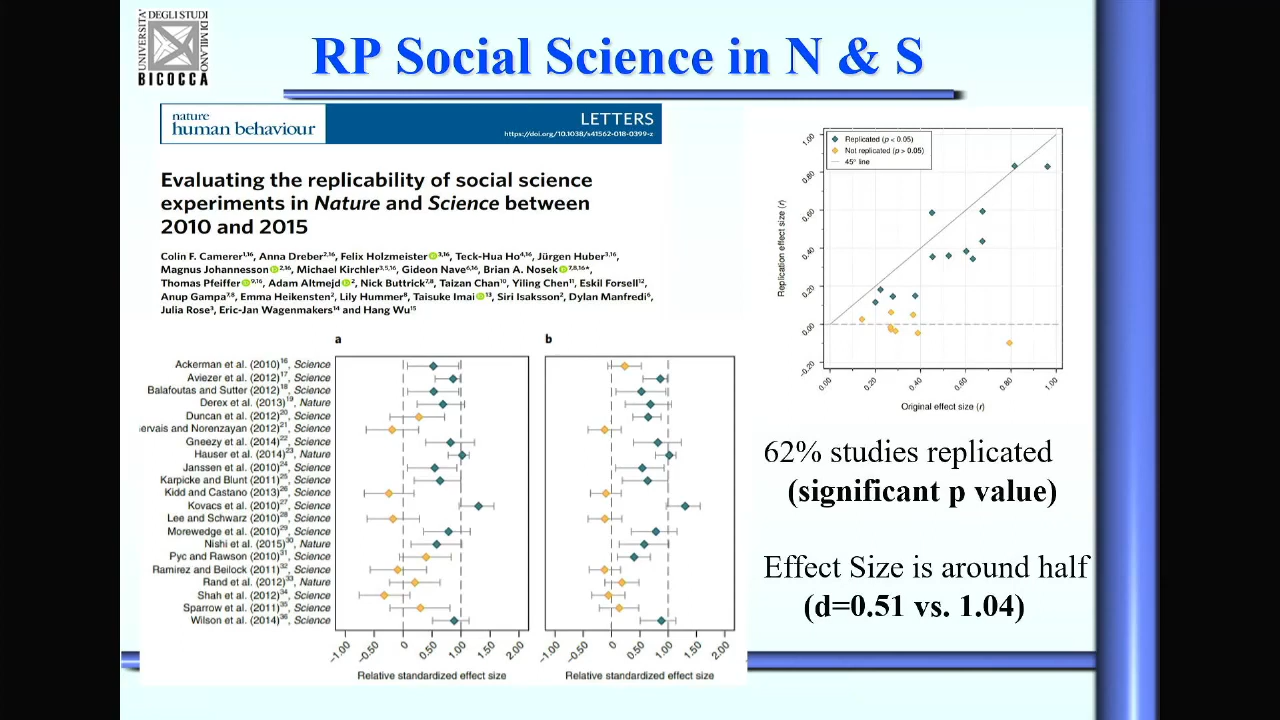 UNIVERSITA'
DEGLI STUDI
DI MILANO
BICOCCA
RP Social Science in N & S
nature
human behaviour
LETTERS
https://doi.org/10.1038/s41562-018-0399-z
Evaluating the replicability of social science
experiments in Nature and Science between
2010 and 2015
Colin F. Camerer1,16, Anna Dreber2,16, Felix Holzmeister3,16, Teck-Hua Ho4,16, Jürgen Huber3,16,
Magnus Johannesson2,16, Michael Kirchler3,5,16, Gideon Nave6,16, Brian A. Nosek7,8,16*,
Thomas Pfeiffer9,16, Adam Altmejd2, Nick Buttrick7,8, Taizan Chan10, Yiling Chen11, Eskil Forsell12,
Anup Gampa7,8, Emma Heikensten2, Lily Hummer8, Taisuke Imai13, Siri Isaksson2, Dylan Manfredi6,
Julia Rose3, Eric-Jan Wagenmakers14 and Hang Wu15
a
b
Ackerman et al. (2010)16, Science
Aviezer et al. (2012)17, Science
Balafoutas and Sutter (2012)18, Science
Derex et al. (2013)19, Nature
Duncan et al. (2012)20, Science
ervais and Norenzayan (2012)21, Science
Gneezy et al. (2014)22, Science
Hauser et al. (2014)23, Nature
Janssen et al. (2010)24, Science
Karpicke and Blunt (2011)25, Science
Kidd and Castano (2013)26, Science
Kovacs et al. (2010)27, Science
Lee and Schwarz (2010)28, Science
Morewedge et al. (2010)29, Science
Nishi et al. (2015)30, Nature
Pyc and Rawson (2010)31, Science
Ramirez and Beilock (2011)32, Science
Rand et al. (2012)33, Nature
Shah et al. (2012)34, Science
Sparrow et al. (2011)35, Science
Wilson et al. (2014)36, Science
−1.00 −0.50 0 0.50 1.00 1.50 2.00
Relative standardized effect size
−1.00 −0.50 0 0.50 1.00 1.50 2.00
Relative standardized effect size
Replicated (p < 0.05)
Not replicated (p > 0.05)
45° line
Replication effect size (r)
1.00
0.80
0.60
0.40
0.20
0.00
−0.20
0.00 0.20 0.40 0.60 0.80 1.00
Original effect size (r)
62% studies replicated
(significant p value)
Effect Size is around half
(d=0.51 vs. 1.04)